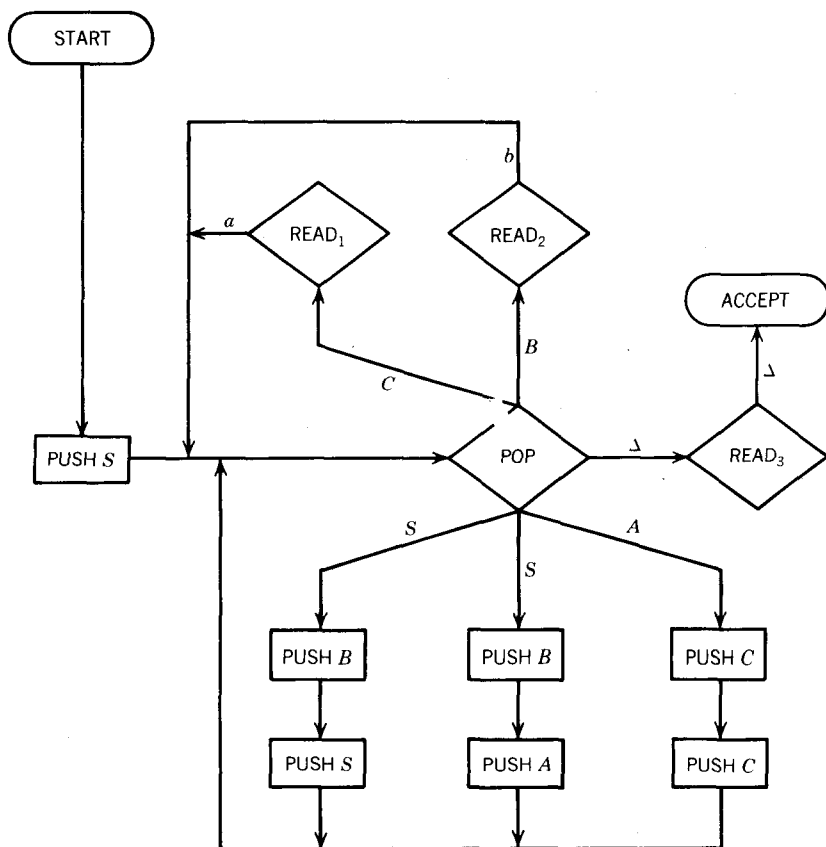 START
b
a
READ₁
READ₂
ACCEPT
B
C
Δ
PUSH S
POP
Δ
READ₃
S
A
S
PUSH B
PUSH B
PUSH C
PUSH S
PUSH A
PUSH C